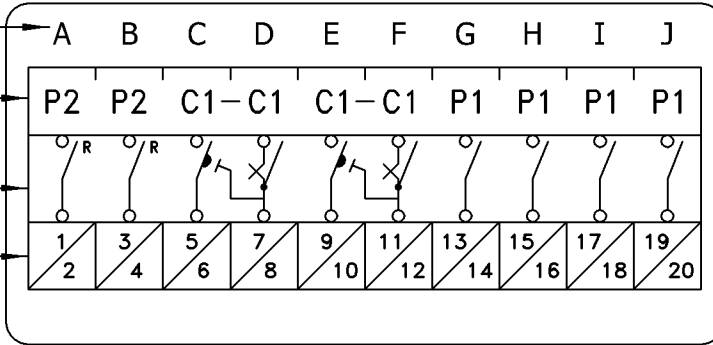 A B C D E F G H I J
P2 P2 C1-C1 C1-C1 P1 P1 P1 P1
R R
1 3 5 7 9 11 13 15 17 19
2 4 6 8 10 12 14 16 18 20